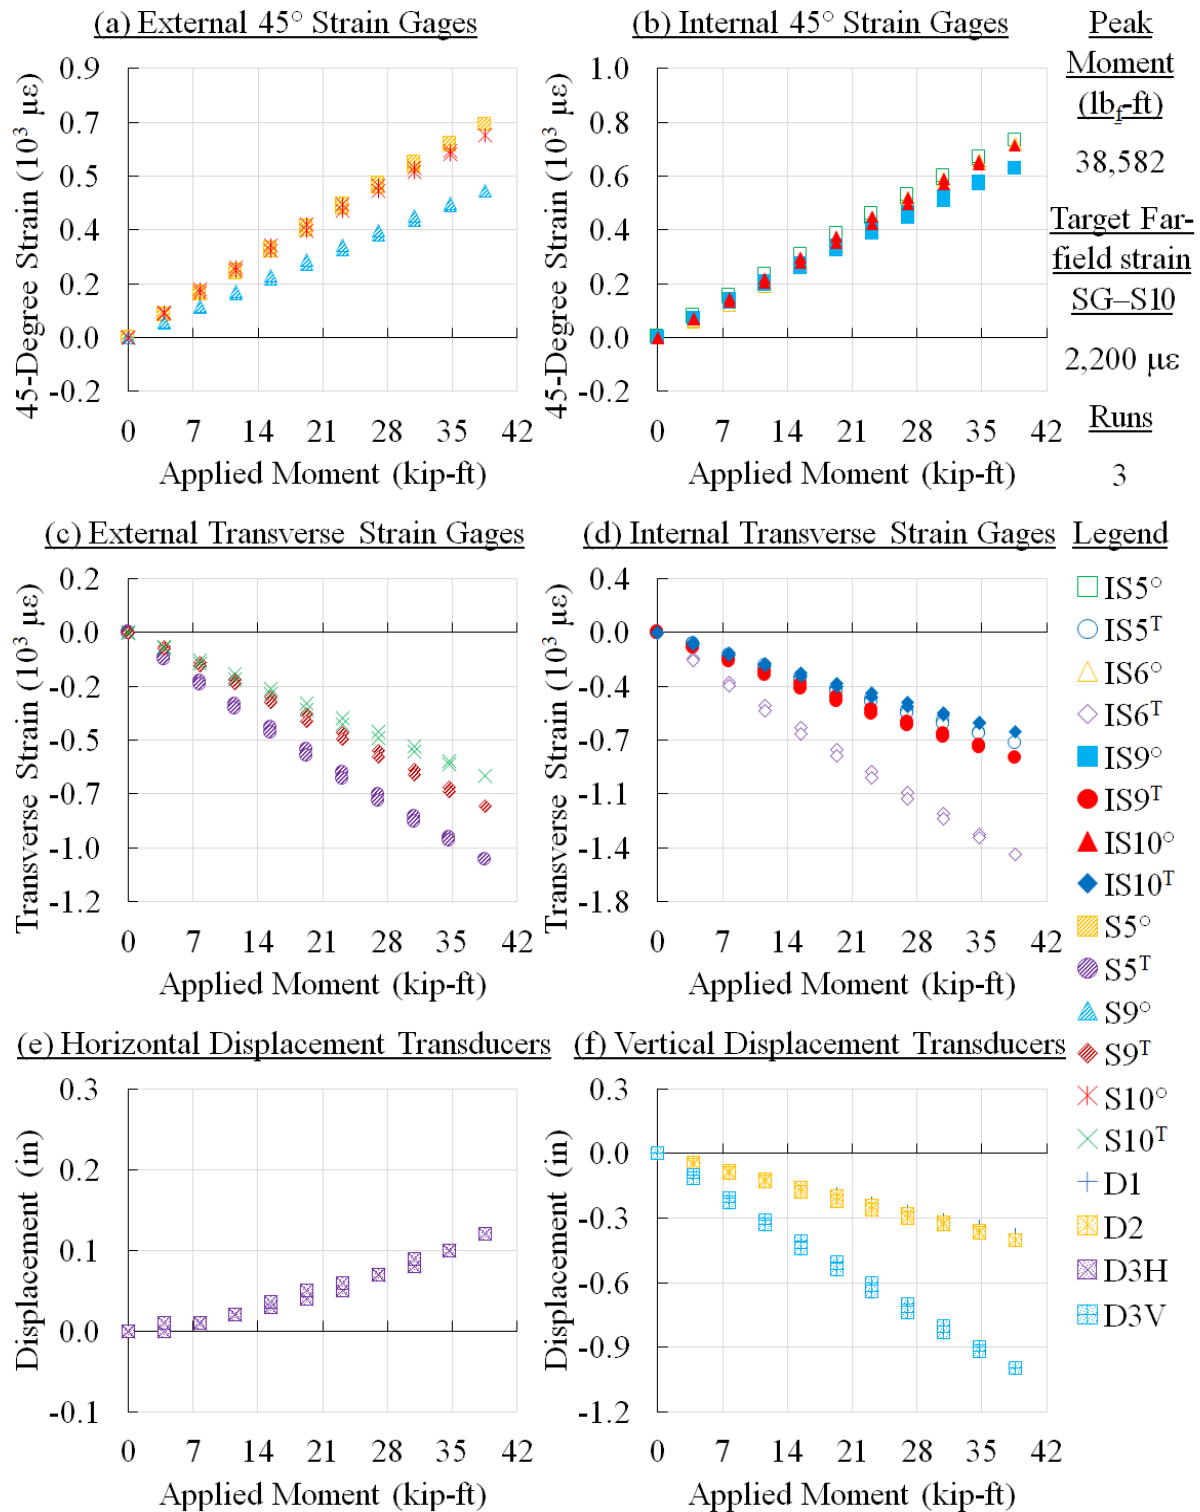 (a) External 45° Strain Gages
(b) Internal 45° Strain Gages
Peak
Moment
(lbf-ft)
38,582
Target Far-
field strain
SG–S10
2,200 µε
Runs
3
45-Degree Strain (10³ µε)
0.9
0.7
0.5
0.4
0.2
0.0
-0.2
0 7 14 21 28 35 42
Applied Moment (kip-ft)
45-Degree Strain (10³ µε)
1.0
0.8
0.6
0.4
0.2
0.0
-0.2
0 7 14 21 28 35 42
Applied Moment (kip-ft)
(c) External Transverse Strain Gages
(d) Internal Transverse Strain Gages
Transverse Strain (10³ µε)
0.2
0.0
-0.2
-0.5
-0.7
-1.0
-1.2
0 7 14 21 28 35 42
Applied Moment (kip-ft)
Transverse Strain (10³ µε)
0.4
0.0
-0.4
-0.7
-1.1
-1.4
-1.8
0 7 14 21 28 35 42
Applied Moment (kip-ft)
Legend
IS5°
IS5ᵀ
IS6°
IS6ᵀ
IS9°
IS9ᵀ
IS10°
IS10ᵀ
S5°
S5ᵀ
S9°
S9ᵀ
S10°
S10ᵀ
D1
D2
D3H
D3V
(e) Horizontal Displacement Transducers
(f) Vertical Displacement Transducers
Displacement (in)
0.3
0.2
0.1
0.0
-0.1
0 7 14 21 28 35 42
Applied Moment (kip-ft)
Displacement (in)
0.3
0.0
-0.3
-0.6
-0.9
-1.2
0 7 14 21 28 35 42
Applied Moment (kip-ft)